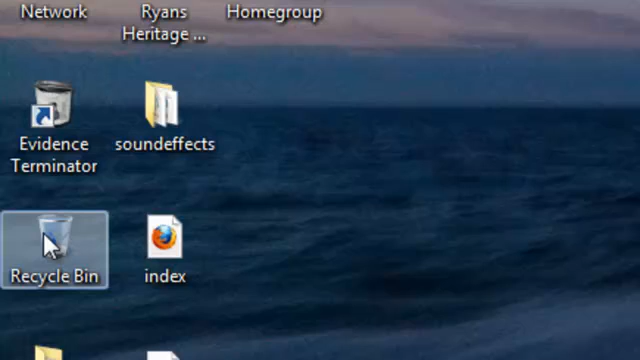 Network
Ryans
Heritage ...
Homegroup
Evidence
Terminator
soundeffects
Recycle Bin
index